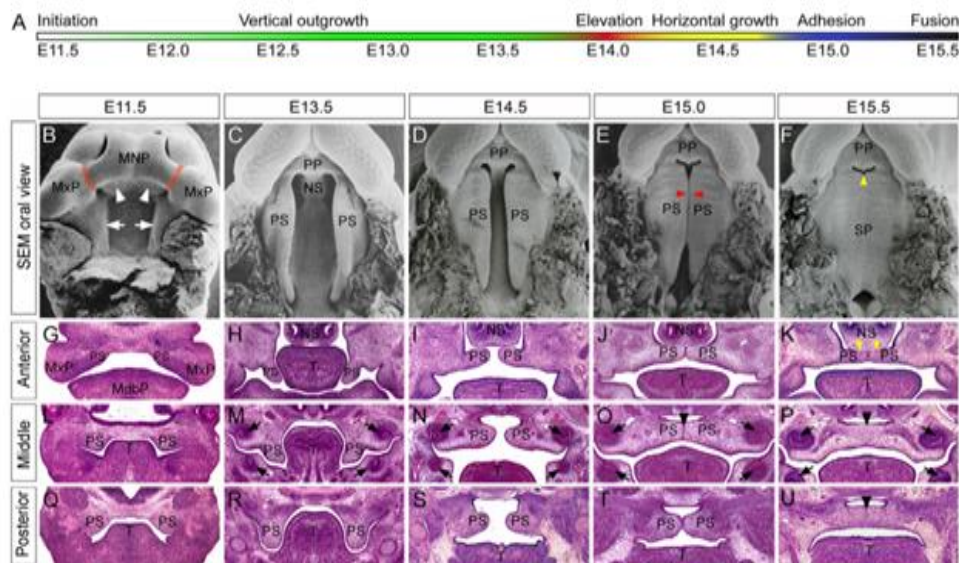 A
Initiation Vertical outgrowth Elevation Horizontal growth Adhesion Fusion
E11.5 E12.0 E12.5 E13.0 E13.5 E14.0 E14.5 E15.0 E15.5
E11.5 E13.5 E14.5 E15.0 E15.5
SEM oral view
B MNP MxP MxP
C PP NS PS PS
D PP PS PS
E PP PS PS
F PP SP
Anterior
G PS PS MxP MxP MdbP
H NS PS T PS
I NS PS PS T
J NS PS PS T
K NS PS PS T
Middle
L PS PS T
M PS PS T
N PS PS T
O PS PS T
P T
Posterior
Q PS PS T
R PS PS T
S PS PS T
T PS PS T
U T